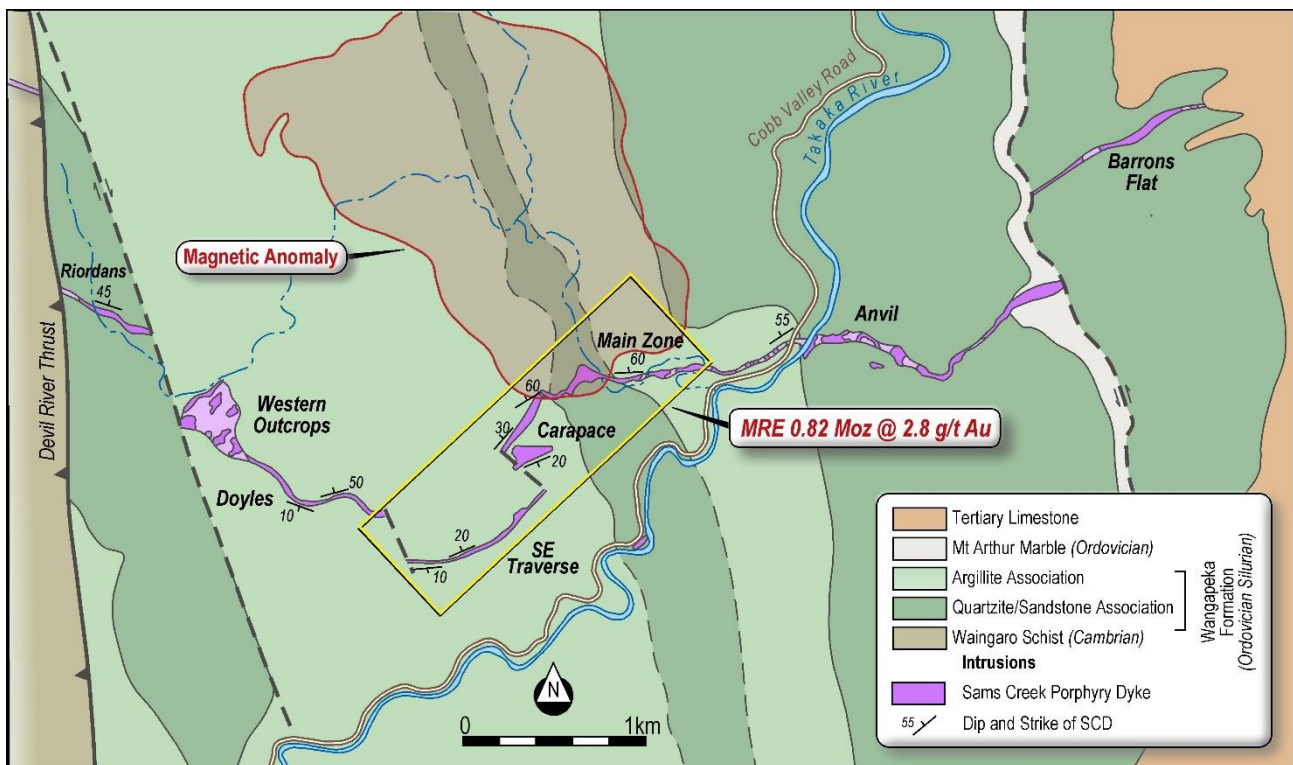 Cobb Valley Road
Takaka River
Barrons
Flat
Magnetic Anomaly
Riordans
45
Devil River Thrust
Anvil
55
Main Zone
60
60
MRE 0.82 Moz @ 2.8 g/t Au
Western
Outcrops
30
Carapace
20
Doyles
50
10
20
10
SE
Traverse
N
0
1km
Tertiary Limestone
Mt Arthur Marble (Ordovician)
Argillite Association
Quartzite/Sandstone Association
Waingaro Schist (Cambrian)
Wangapeka
Formation
(Ordovician Silurian)
Intrusions
Sams Creek Porphyry Dyke
55
Dip and Strike of SCD